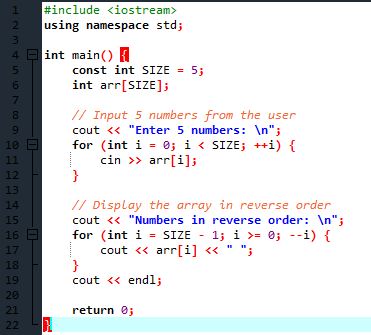 1 #include <iostream>
2 using namespace std;
3
4 int main() {
5     const int SIZE = 5;
6     int arr[SIZE];
7
8     // Input 5 numbers from the user
9     cout << "Enter 5 numbers: \n";
10     for (int i = 0; i < SIZE; ++i) {
11         cin >> arr[i];
12     }
13
14     // Display the array in reverse order
15     cout << "Numbers in reverse order: \n";
16     for (int i = SIZE - 1; i >= 0; --i) {
17         cout << arr[i] << " ";
18     }
19     cout << endl;
20
21     return 0;
22 }